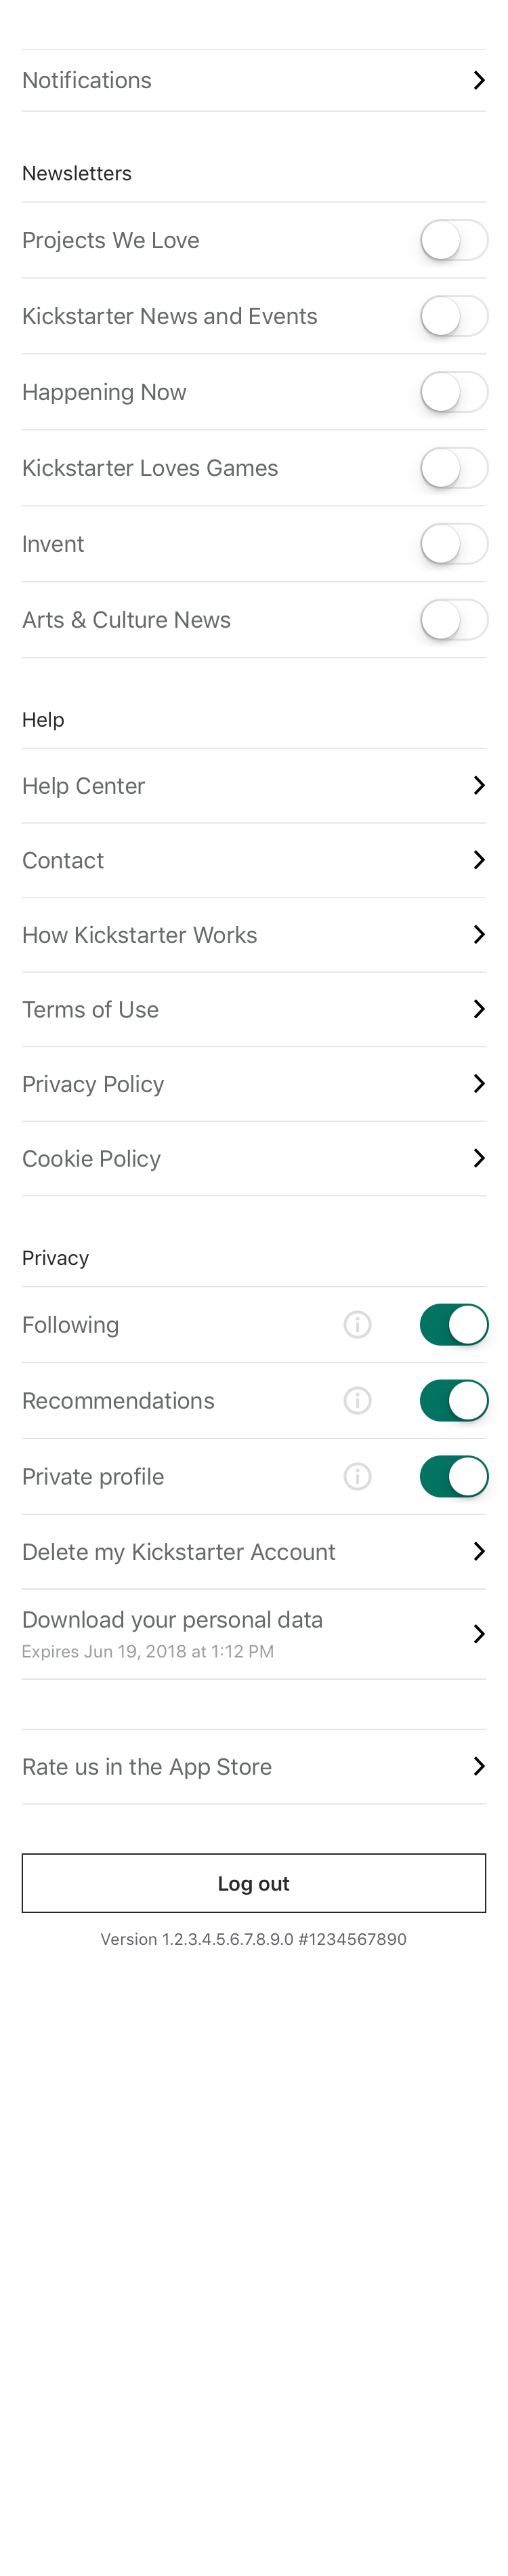 Notifications
Newsletters
Projects We Love
Kickstarter News and Events
Happening Now
Kickstarter Loves Games
Invent
Arts & Culture News
Help
Help Center
Contact
How Kickstarter Works
Terms of Use
Privacy Policy
Cookie Policy
Privacy
Following
Recommendations
Private profile
Delete my Kickstarter Account
Download your personal data
Expires Jun 19, 2018 at 1:12 PM
Rate us in the App Store
Log out
Version 1.2.3.4.5.6.7.8.9.0 #1234567890